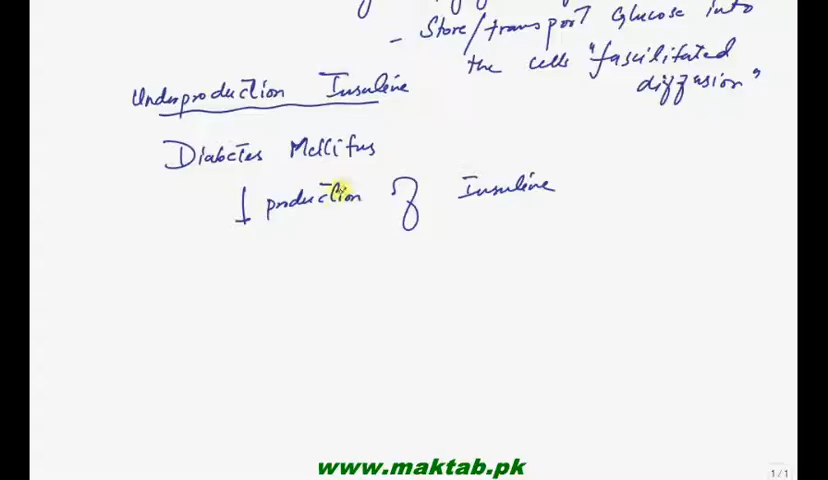 - Store/transport Glucose into
the cells "fascilitated
diffusion"
Underproduction Insuline
Diabetes Mellitus
↓ production of Insuline
www.maktab.pk
1/1